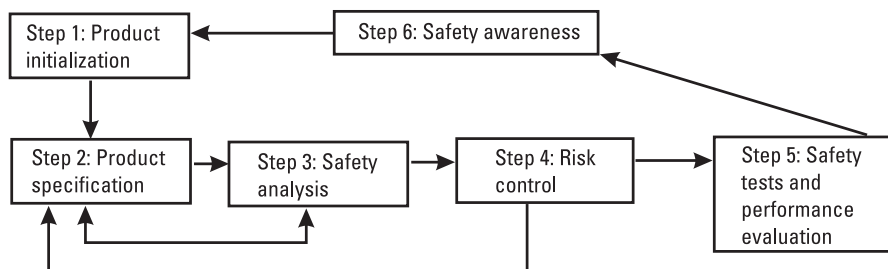 Step 1: Product
initialization
Step 6: Safety awareness
Step 2: Product
specification
Step 3: Safety
analysis
Step 4: Risk
control
Step 5: Safety
tests and
performance
evaluation